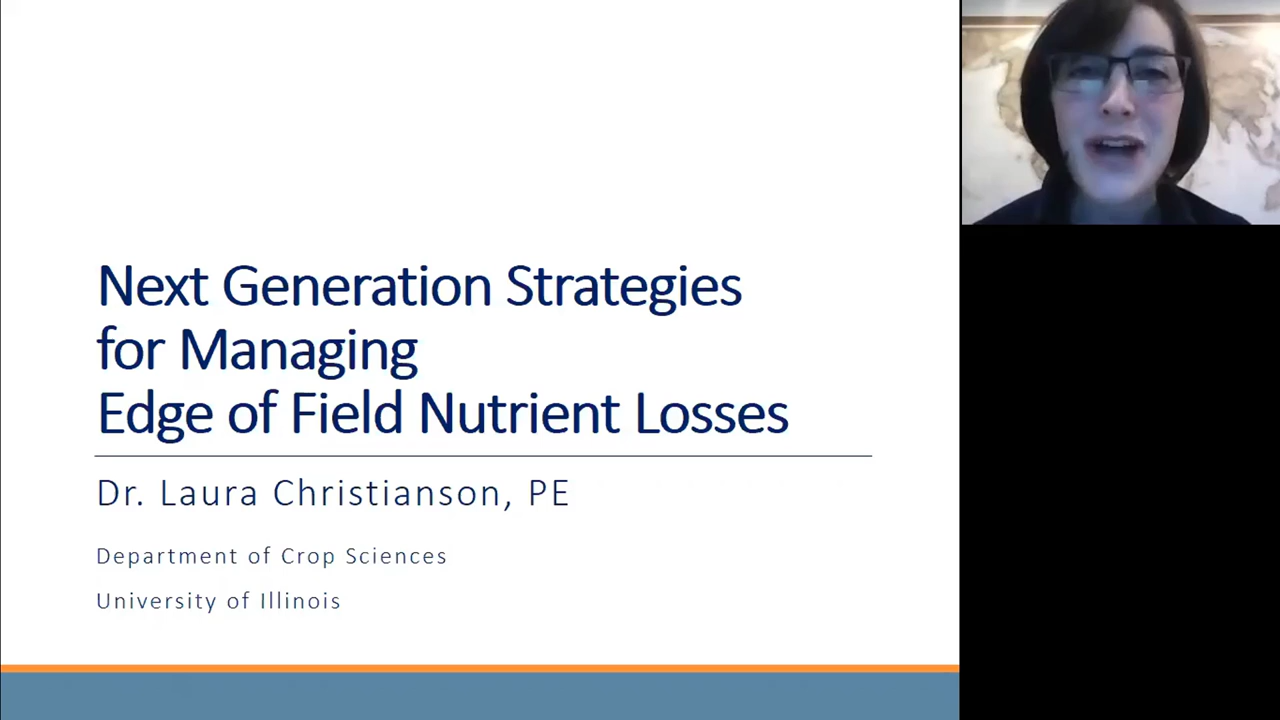 Next Generation Strategies
for Managing
Edge of Field Nutrient Losses
Dr. Laura Christianson, PE
Department of Crop Sciences
University of Illinois